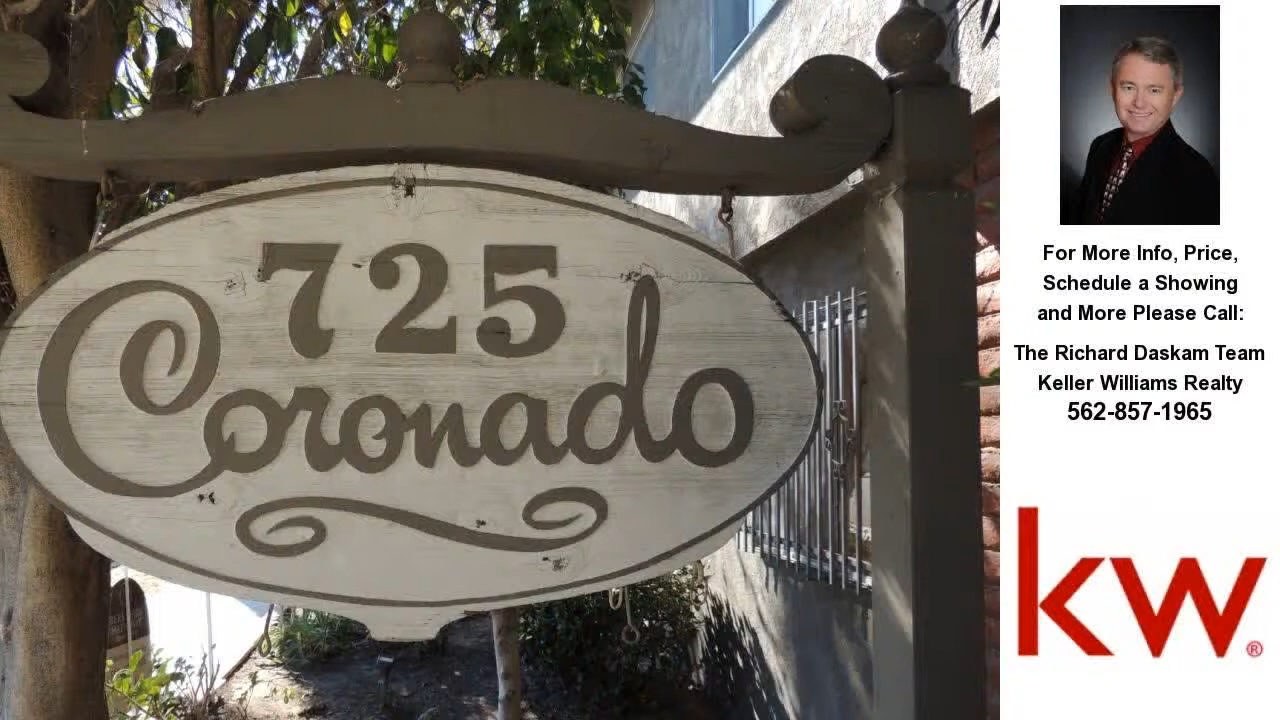 725
Coronado
For More Info, Price,
Schedule a Showing
and More Please Call:
The Richard Daskam Team
Keller Williams Realty
562-857-1965
kw®